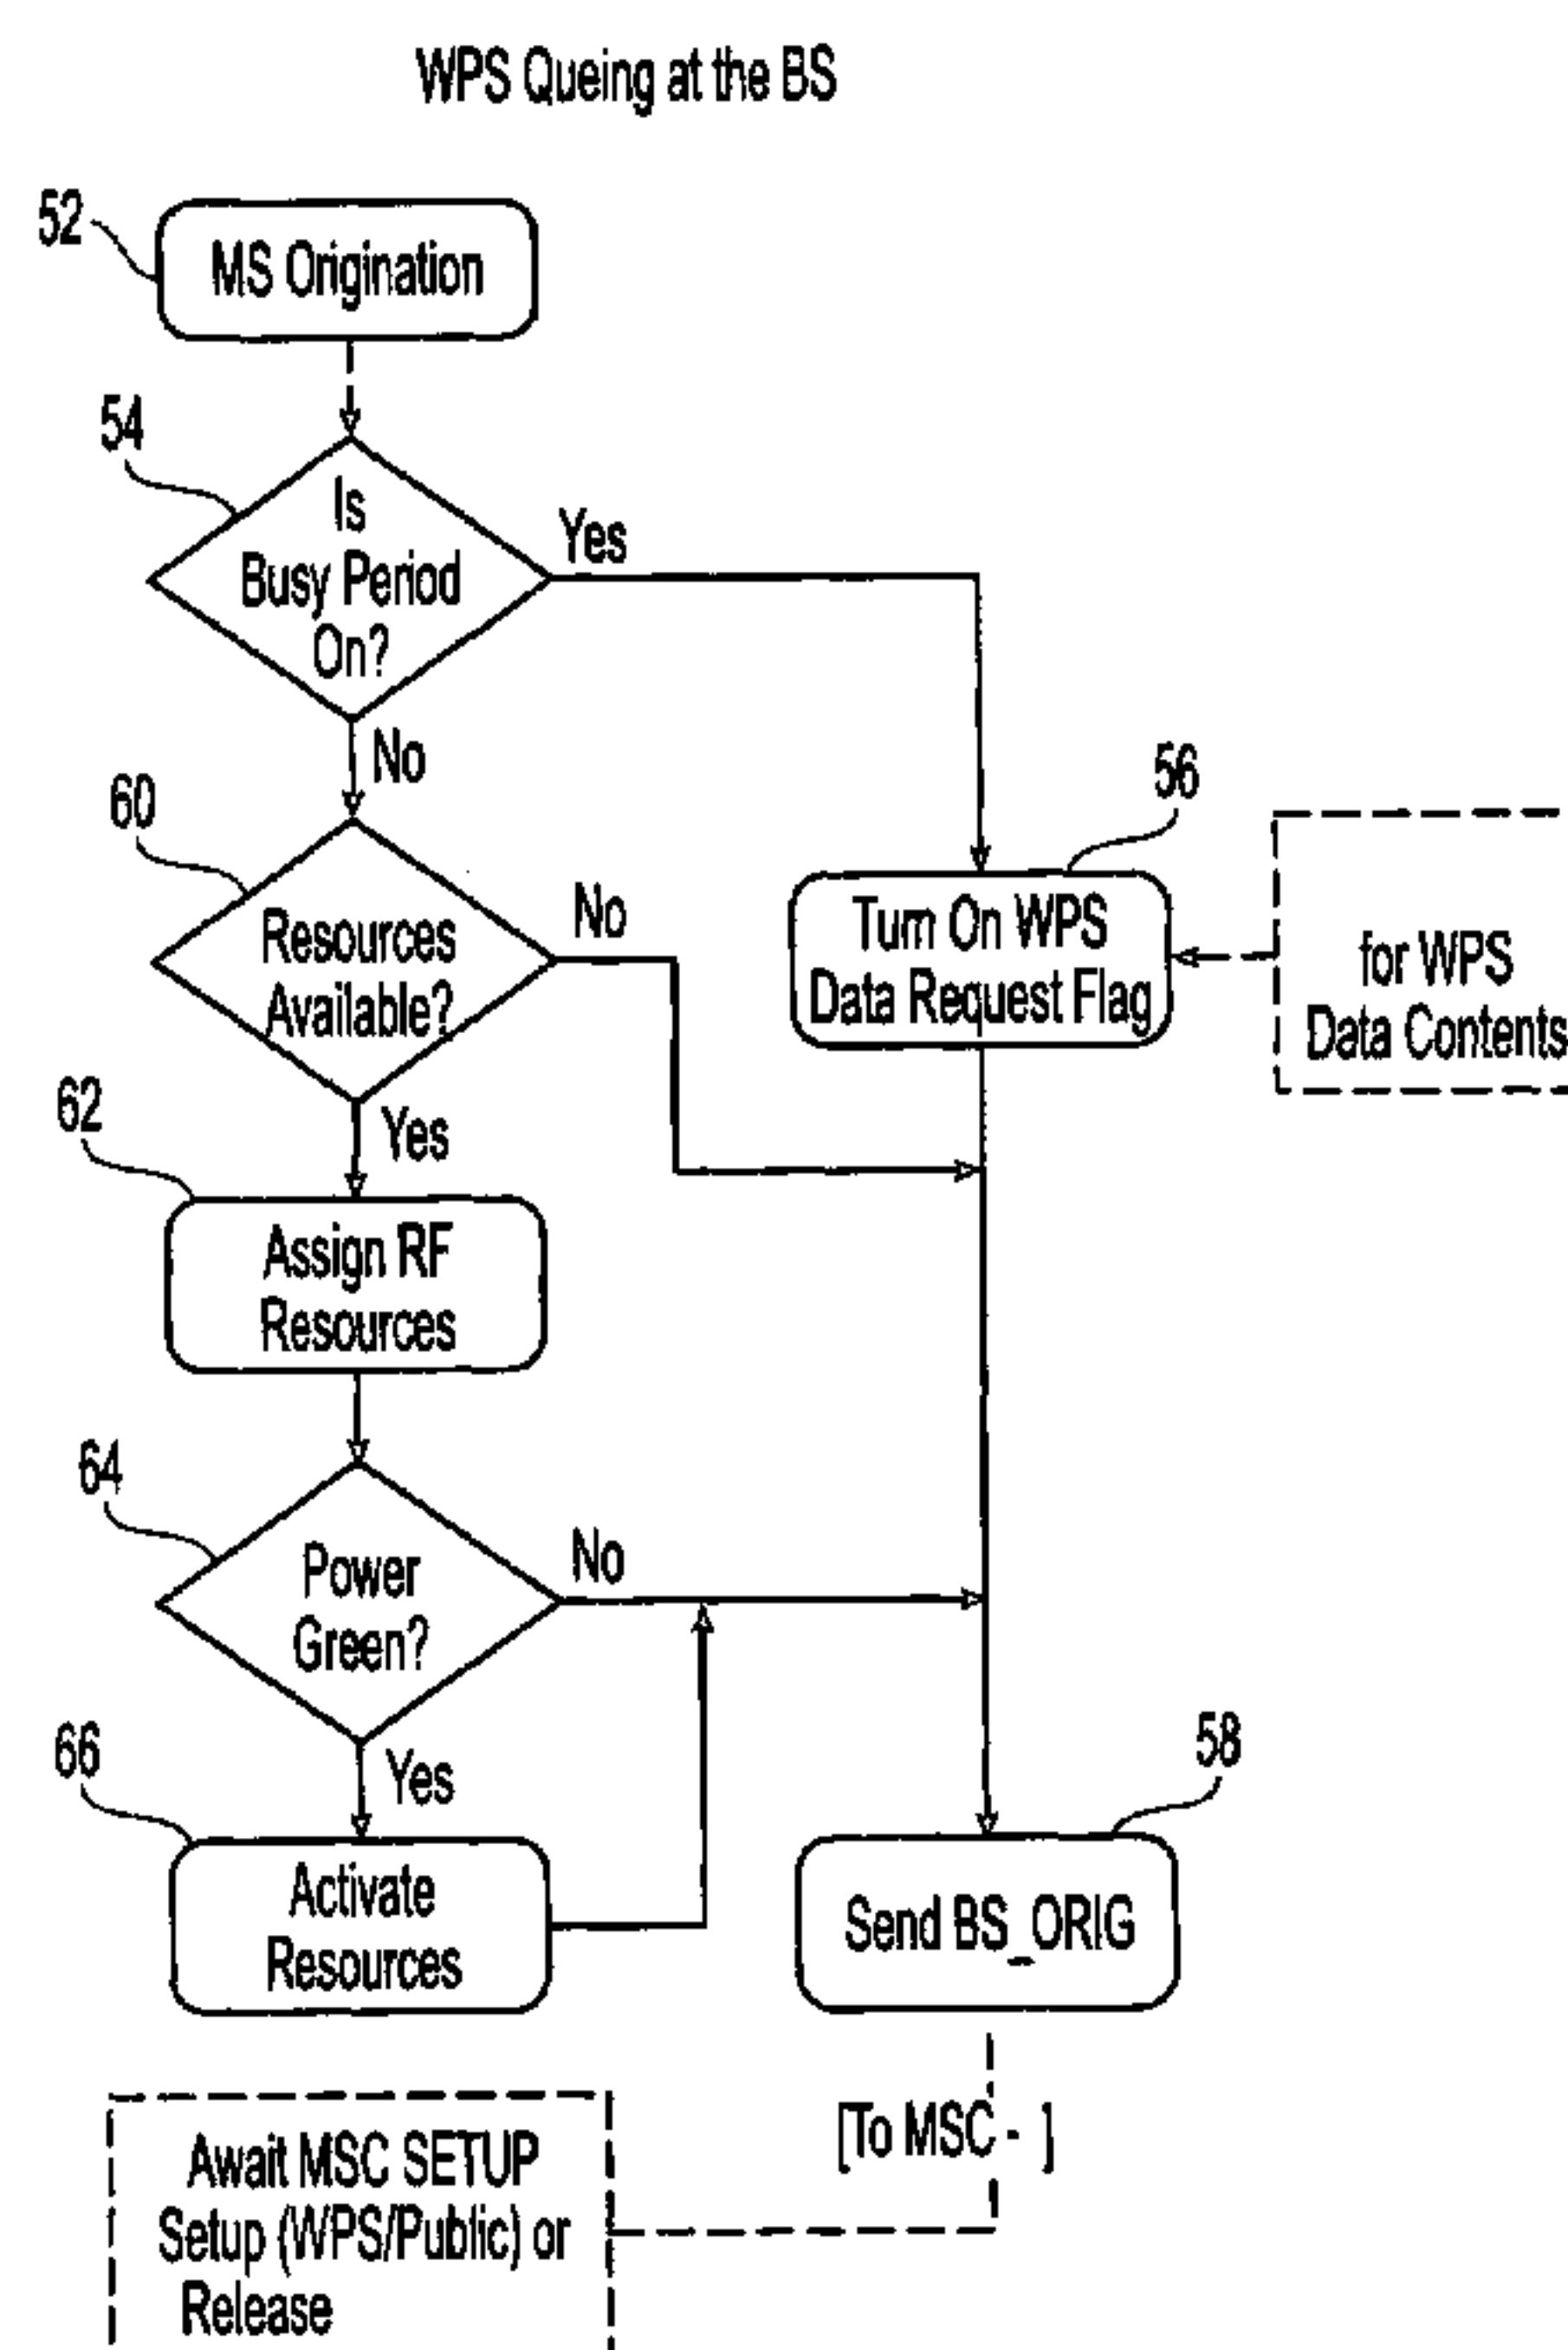 WPS Queing at the BS
52
MS Origination
54
Is
Busy Period
On?
Yes
No
56
60
Resources
Available?
No
Turn On WPS
Data Request Flag
for WPS
Data Contents
62
Yes
Assign RF
Resources
64
Power
Green?
No
66
Yes
58
Activate
Resources
Send BS_ORIG
[To MSC - ]
Await MSC SETUP
Setup (WPS/Public) or
Release